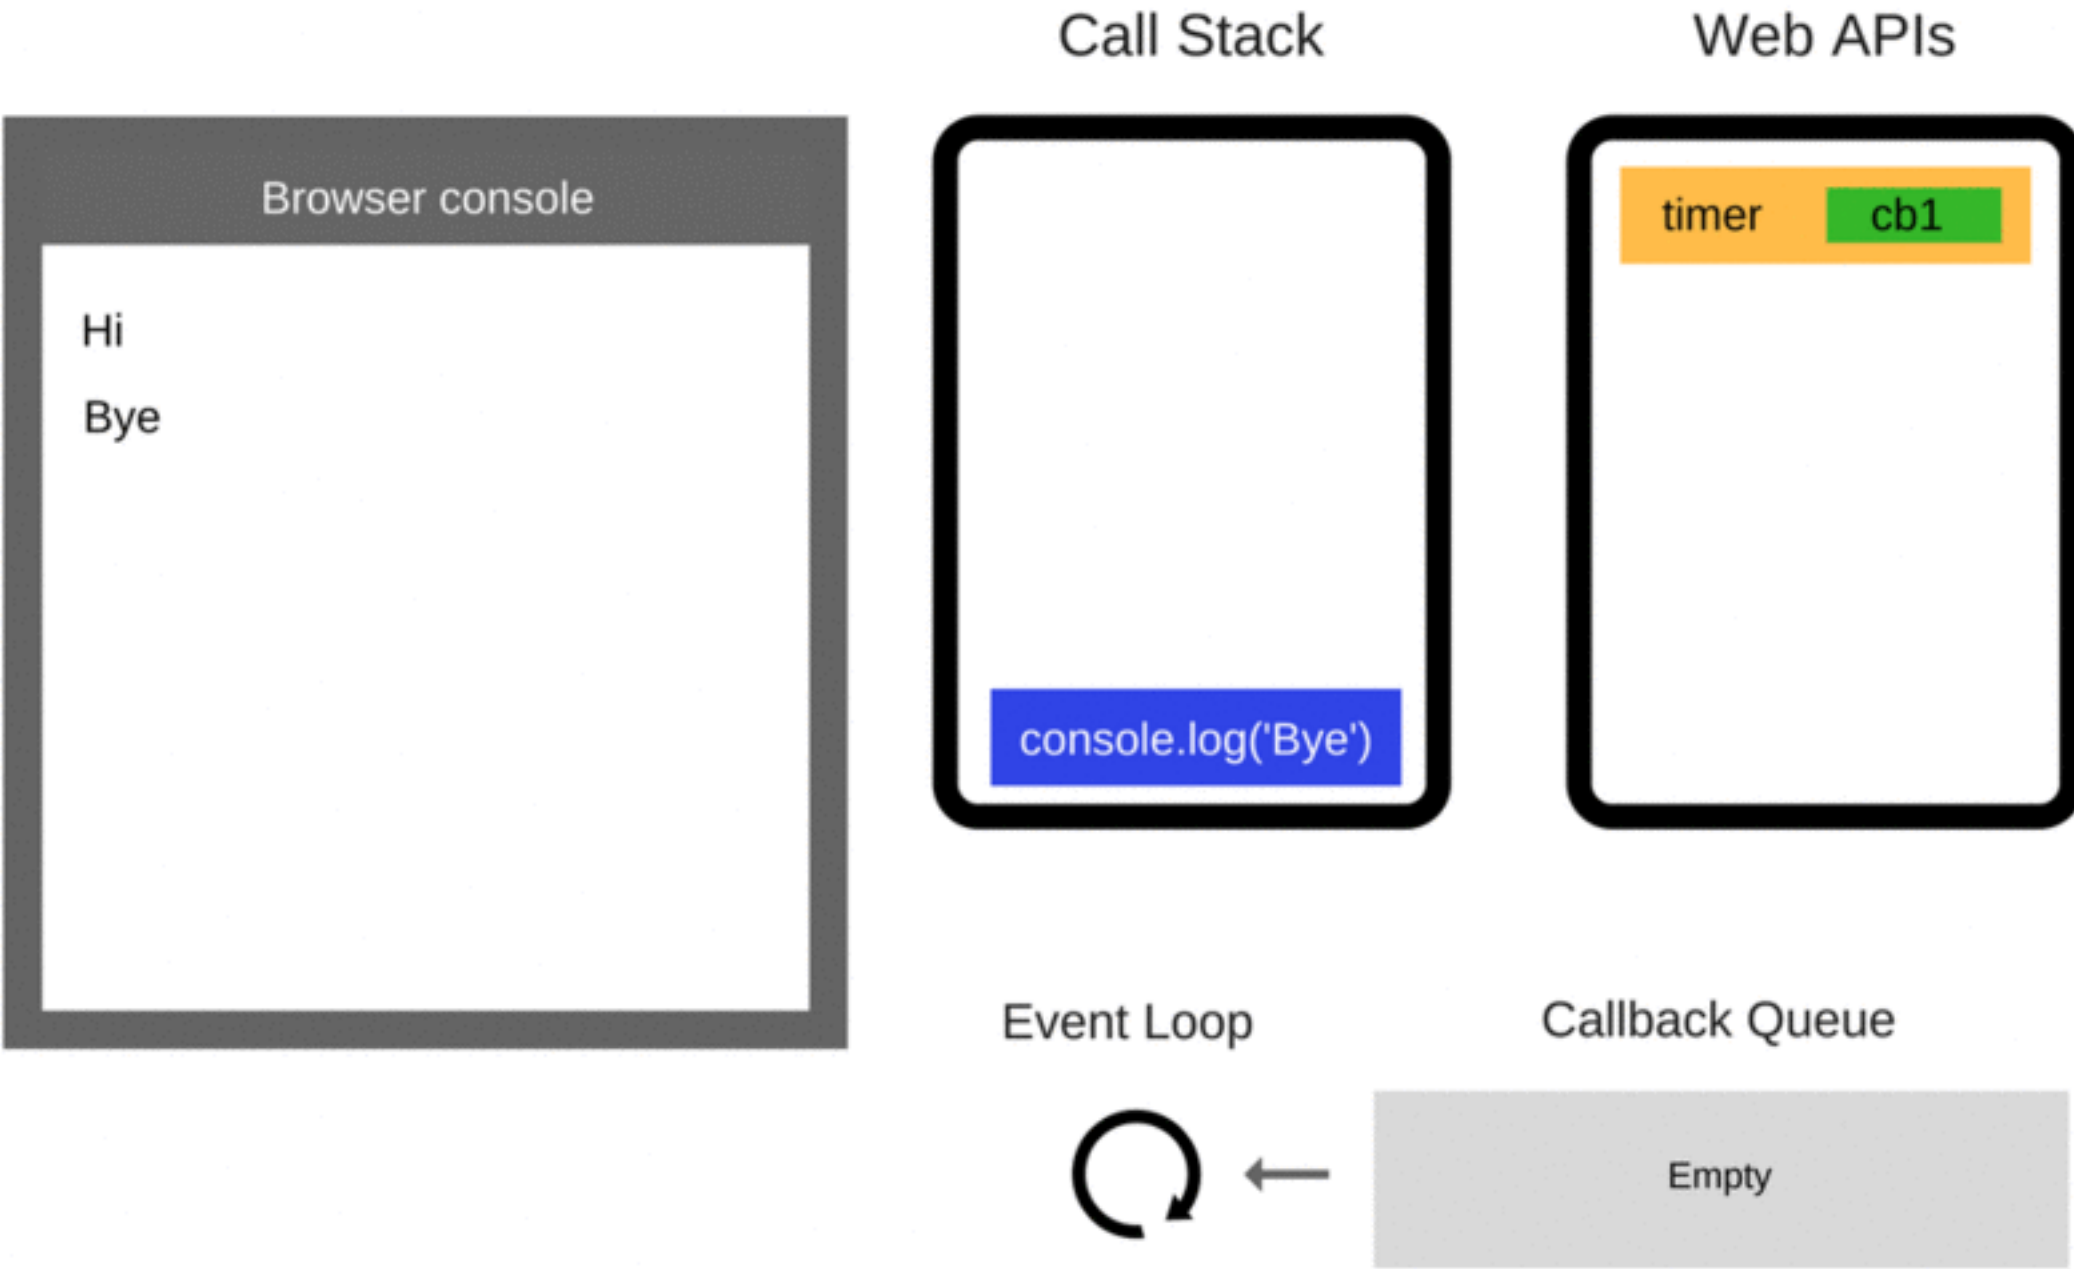 Call Stack
Web APIs
Browser console
Hi
Bye
console.log('Bye')
timer
cb1
Event Loop
Callback Queue
Empty